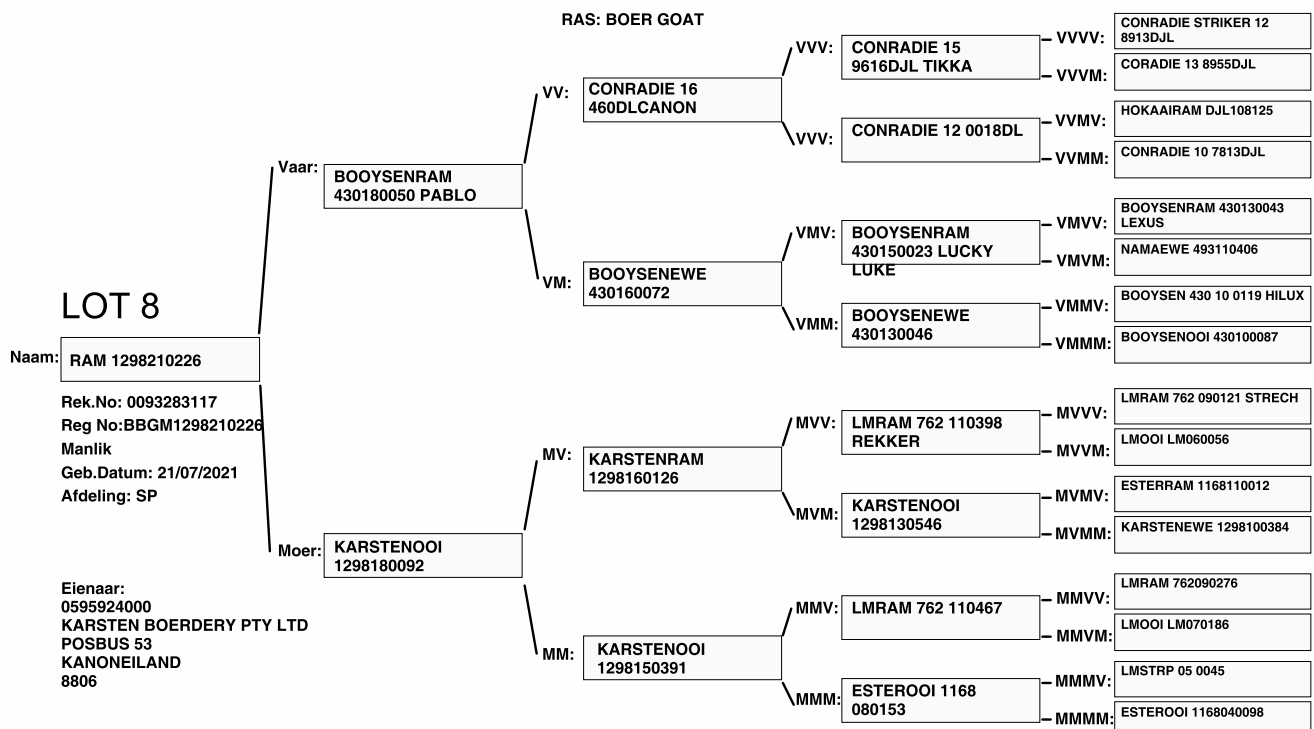 RAS: BOER GOAT
LOT 8
Naam:
RAM 1298210226
Rek.No: 0093283117
Reg No:BBGM1298210226
Manlik
Geb.Datum: 21/07/2021
Afdeling: SP
Eienaar:
0595924000
KARSTEN BOERDERY PTY LTD
POSBUS 53
KANONEILAND
8806
Vaar:
BOOYSENRAM
430180050 PABLO
Moer:
KARSTENOOI
1298180092
VV:
CONRADIE 16
460DLCANON
VM:
BOOYSENEWE
430160072
MV:
KARSTENRAM
1298160126
MM:
KARSTENOOI
1298150391
VVV:
CONRADIE 15
9616DJL TIKKA
VVV:
CONRADIE 12 0018DL
VMV:
BOOYSENRAM
430150023 LUCKY
LUKE
VMM:
BOOYSENEWE
430130046
MVV:
LMRAM 762 110398
REKKER
MVM:
KARSTENOOI
1298130546
MMV:
LMRAM 762 110467
MMM:
ESTEROOI 1168
080153
VVVV:
CONRADIE STRIKER 12
8913DJL
VVVM:
CORADIE 13 8955DJL
VVMV:
HOKAAIRAM DJL108125
VVMM:
CONRADIE 10 7813DJL
VMVV:
BOOYSENRAM 430130043
LEXUS
VMVM:
NAMAEWE 493110406
VMMV:
BOOYSEN 430 10 0119 HILUX
VMMM:
BOOYSENOOI 430100087
MVVV:
LMRAM 762 090121 STRECH
MVVM:
LMOOI LM060056
MVMV:
ESTERRAM 1168110012
MVMM:
KARSTENEWE 1298100384
MMVV:
LMRAM 762090276
MMVM:
LMOOI LM070186
MMMV:
LMSTRP 05 0045
MMMM:
ESTEROOI 1168040098